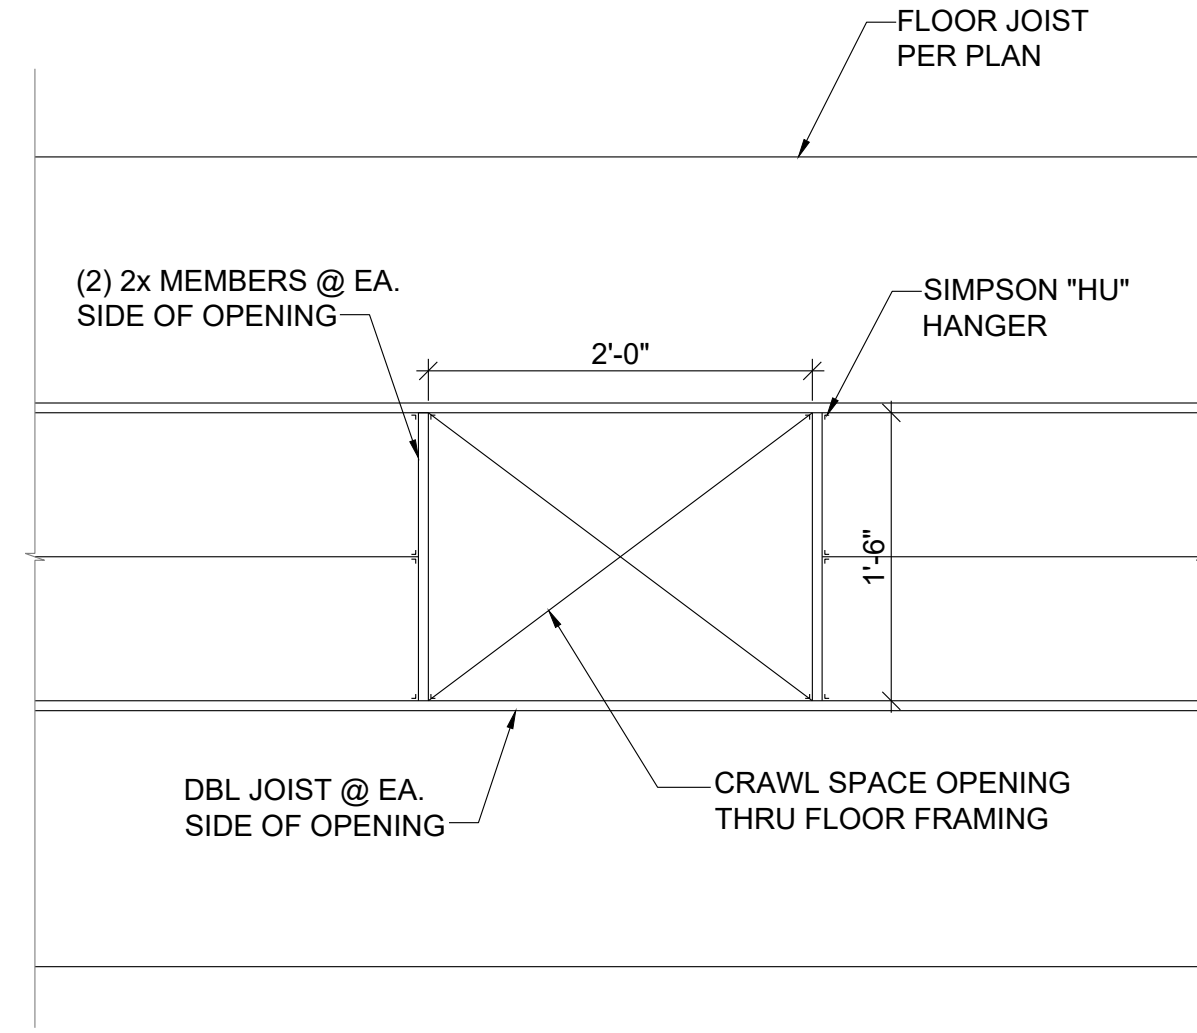 FLOOR JOIST
PER PLAN
(2) 2x MEMBERS @ EA.
SIDE OF OPENING
SIMPSON "HU"
HANGER
2'-0"
1'-6"
DBL JOIST @ EA.
SIDE OF OPENING
CRAWL SPACE OPENING
THRU FLOOR FRAMING